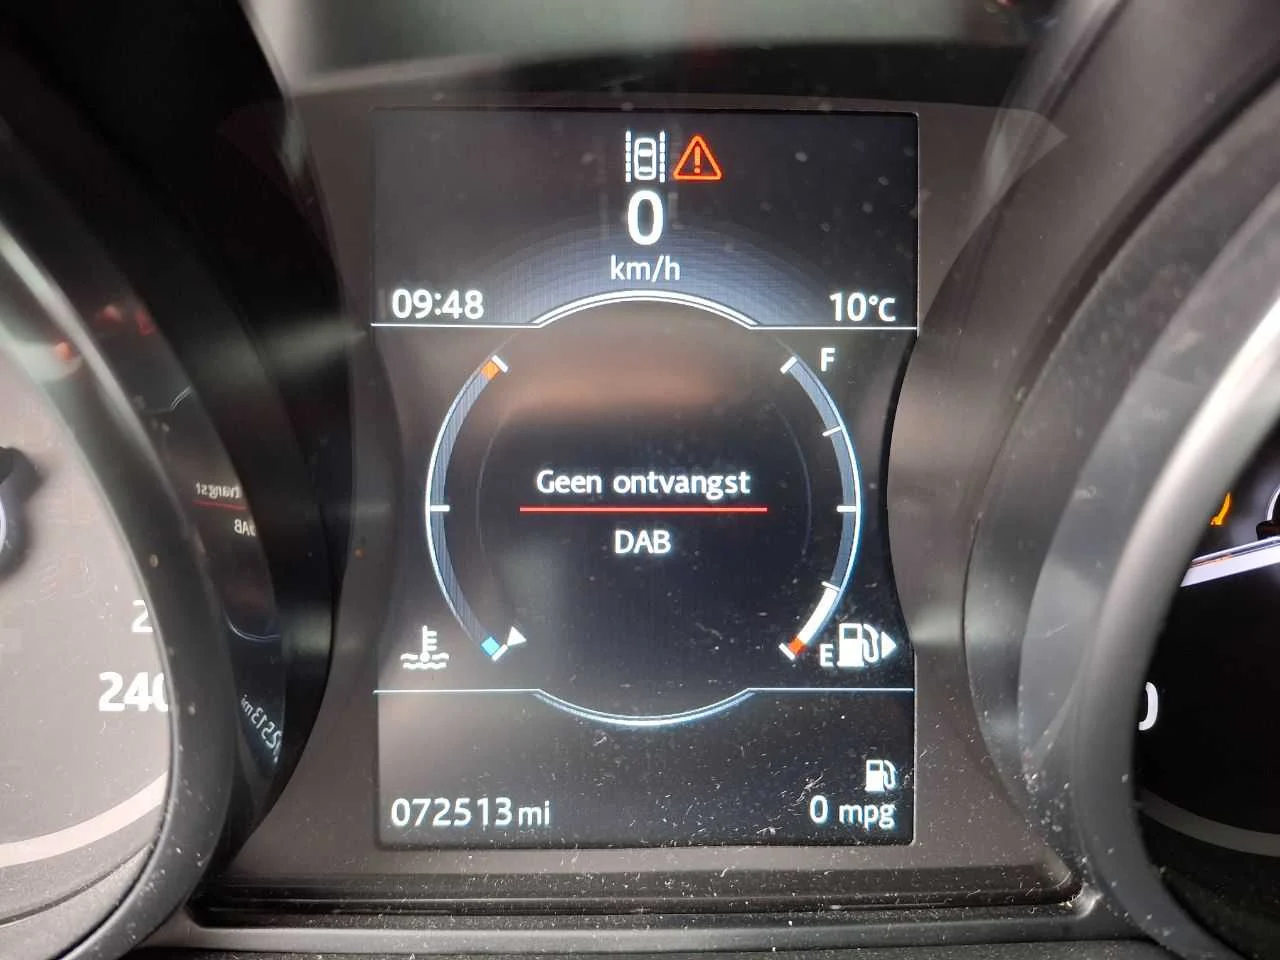 0
km/h
09:48
10°C
F
Geen ontvangst
DAB
E
240
072513 mi
0 mpg